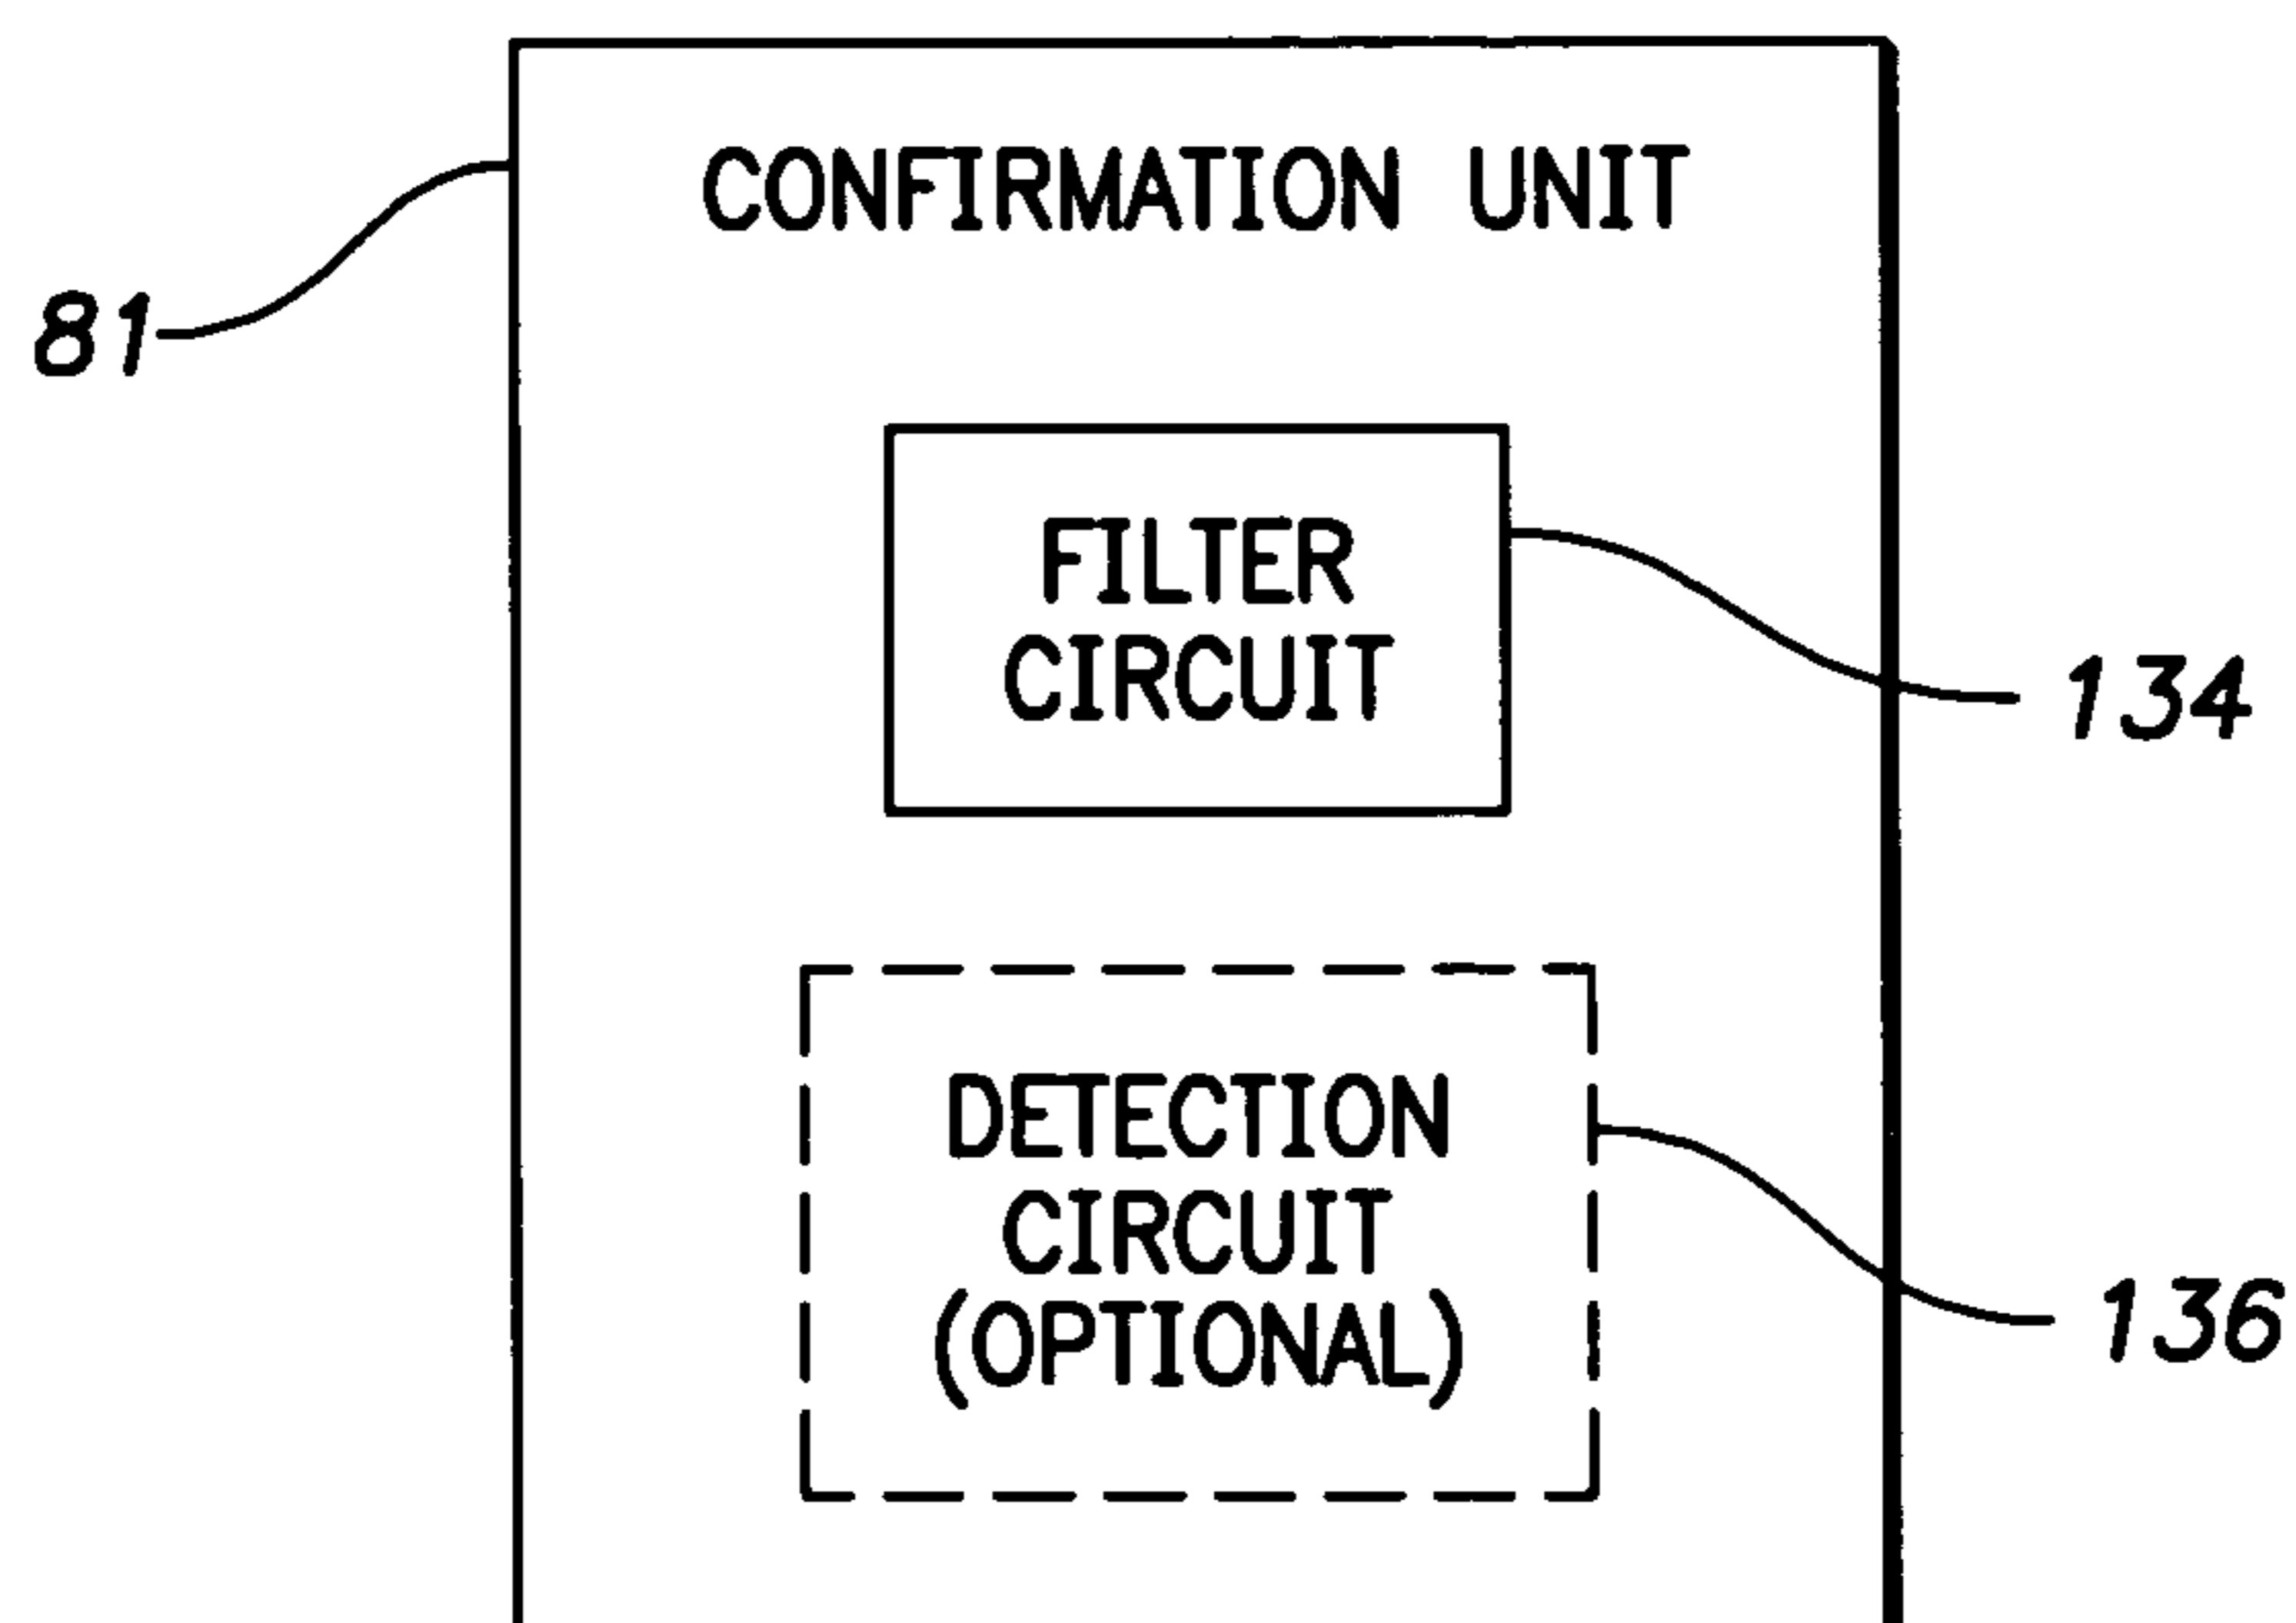 CONFIRMATION UNIT
81
FILTER
CIRCUIT
134
DETECTION
CIRCUIT
(OPTIONAL)
136